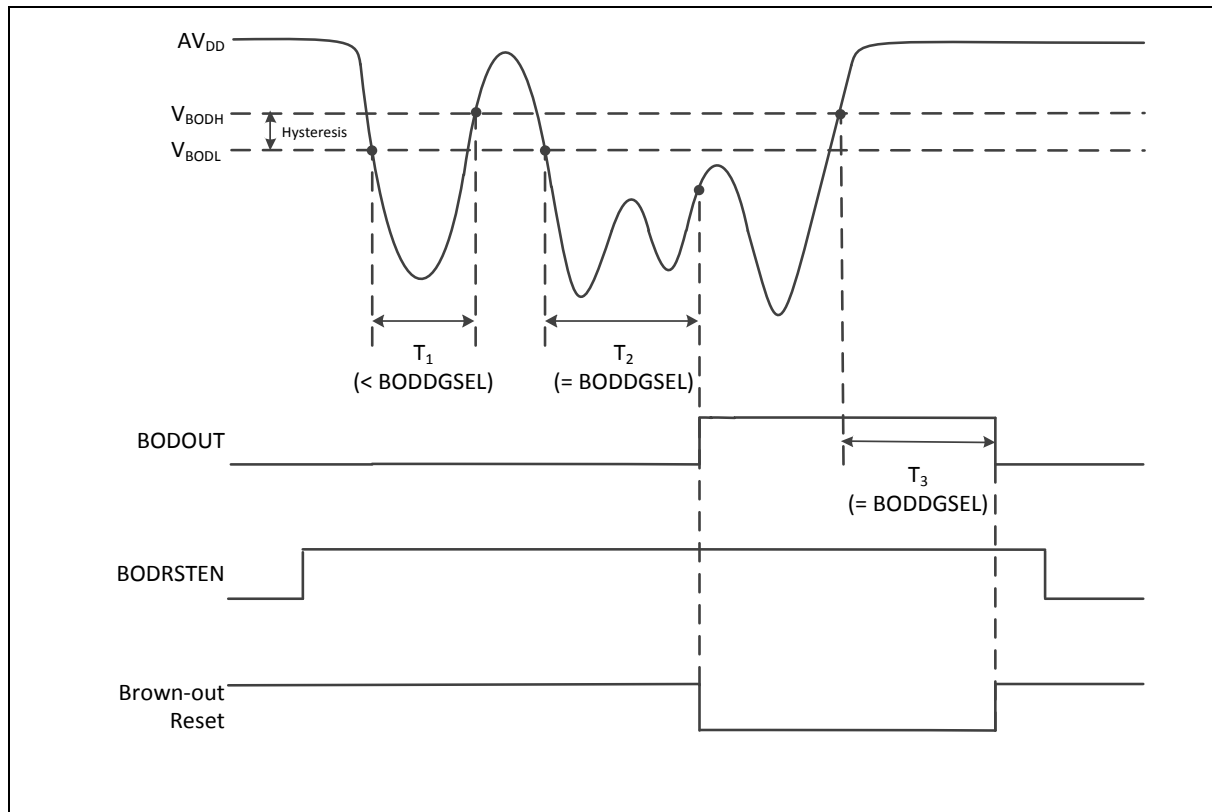 AVDD
VBODH
Hysteresis
VBODL
T1
(< BODDGSEL)
T2
(= BODDGSEL)
BODOUT
T3
(= BODDGSEL)
BODRSTEN
Brown-out
Reset